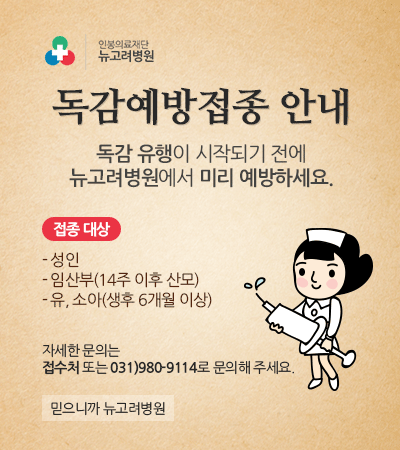 인봉의료재단
뉴고려병원
독감예방접종 안내
독감 유행이 시작되기 전에
뉴고려병원에서 미리 예방하세요.
접종 대상
- 성인
- 임산부(14주 이후 산모)
- 유, 소아(생후 6개월 이상)
자세한 문의는
접수처 또는 031)980-9114로 문의해 주세요.
믿으니까 뉴고려병원